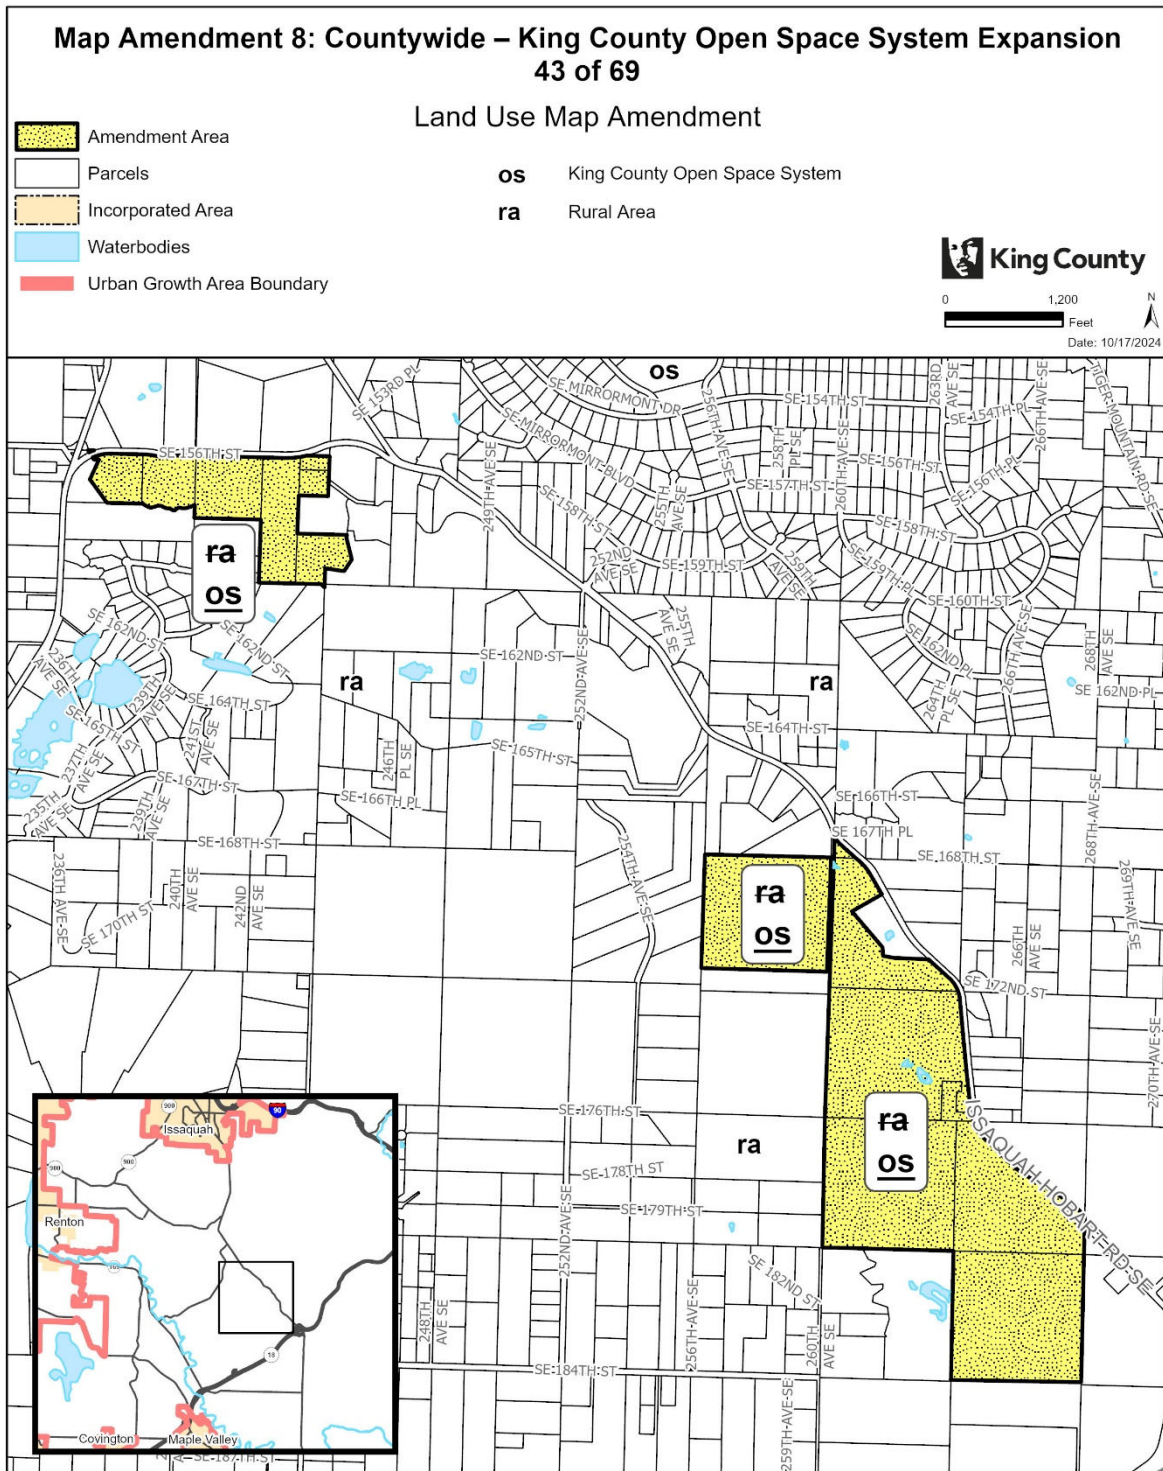 Map Amendment 8: Countywide – King County Open Space System Expansion
43 of 69
Land Use Map Amendment
Amendment Area
Parcels
Incorporated Area
Waterbodies
Urban Growth Area Boundary
os King County Open Space System
ra Rural Area
King County
0 1,200
Feet
N
Date: 10/17/2024
os
SE 153RD PL
SE MIRRORMONT DR
SE 154TH ST
263RD AVE SE
SE 154TH PL
266TH AVE SE
TIGER MOUNTAIN RD SE
SE 156TH ST
249TH AVE SE
SE MIRRORMONT BLVD
256TH AVE SE
258TH PL SE
260TH AVE SE
SE 156TH ST
SE 156TH PL
SE 157TH ST
255TH AVE SE
SE 158TH ST
SE 158TH ST
252ND AVE SE
SE 159TH ST
259TH AVE SE
SE 159TH PL
SE 160TH ST
ra
os
SE 162ND ST
SE 162ND ST
236TH AVE SE
239TH AVE SE
SE 162ND ST
252ND AVE SE
255TH AVE SE
SE 162ND PL
264TH PL SE
266TH AVE SE
268TH AVE SE
SE 162ND PL
ra
ra
SE 164TH ST
SE 164TH ST
SE 165TH ST
241ST AVE SE
246TH PL SE
SE 165TH ST
237TH AVE SE
SE 167TH ST
235TH AVE SE
239TH AVE SE
SE 166TH PL
SE 166TH ST
SE 167TH PL
SE 168TH ST
SE 168TH ST
268TH AVE SE
236TH AVE SE
240TH AVE SE
242ND AVE SE
SE 170TH ST
254TH AVE SE
269TH AVE SE
266TH AVE SE
ra
os
SE 172ND ST
270TH AVE SE
SE 176TH ST
ra
ra
os
ISSAQUAH-HOBART RD SE
SE 178TH ST
SE 179TH ST
252ND AVE SE
SE 182ND ST
248TH AVE SE
256TH AVE SE
260TH AVE SE
SE 184TH ST
259TH AVE SE
SE 187TH ST
900
90
Issaquah
900
900
Renton
169
18
Covington
Maple Valley